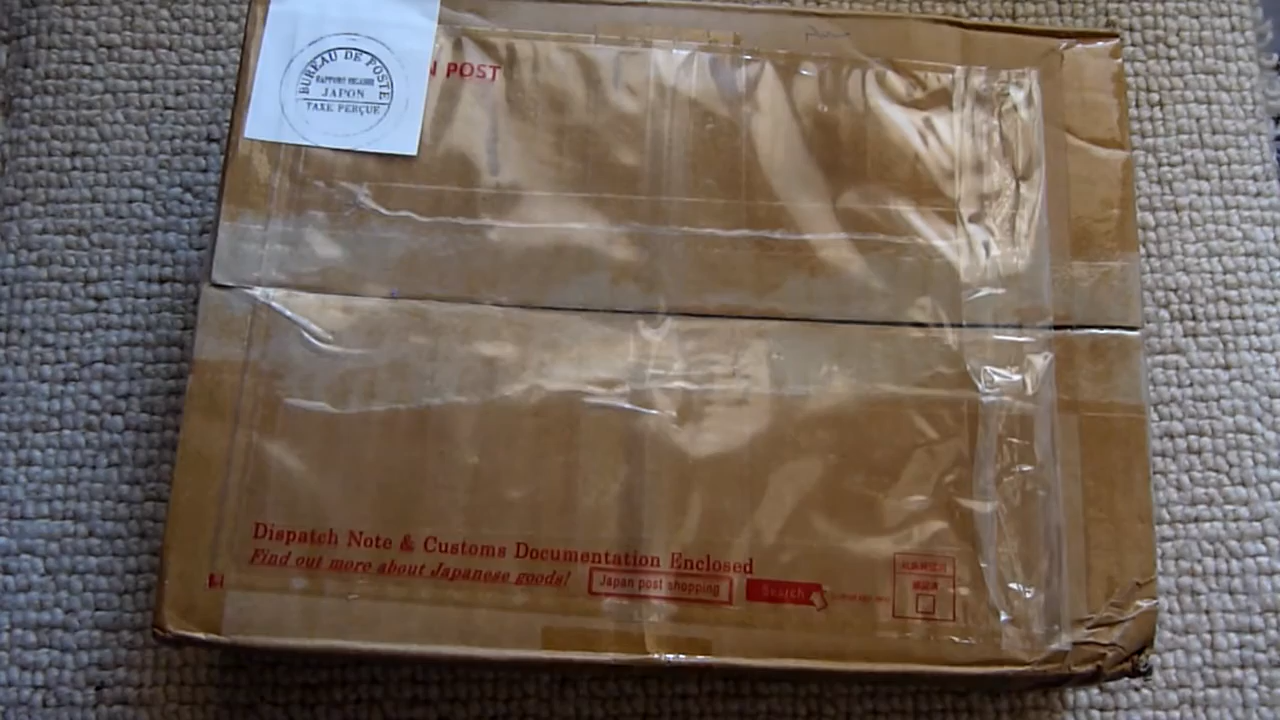 BUREAU DE POSTE
JAPON
TAXE PERÇUE
N POST
Dispatch Note & Customs Documentation Enclosed
Find out more about Japanese goods!
Japan post shopping
Search